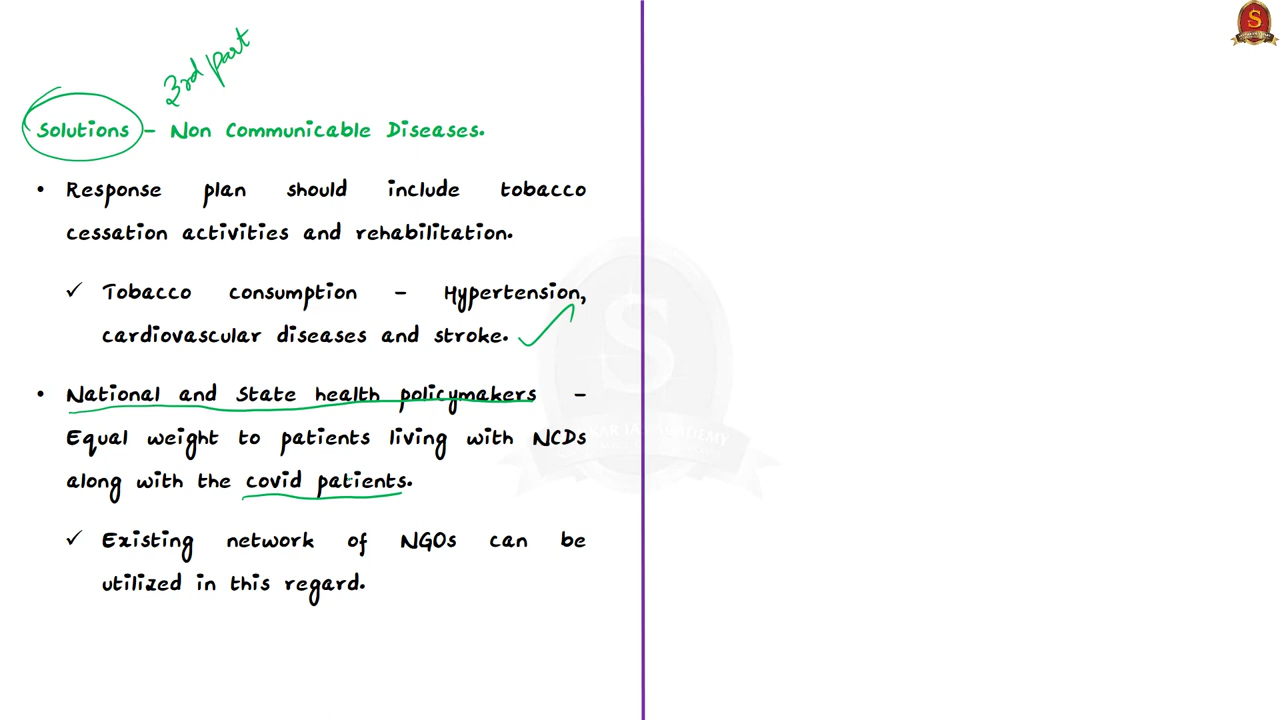 3rd part
Solutions - Non Communicable Diseases.
• Response plan should include tobacco
cessation activities and rehabilitation.
✓ Tobacco consumption - Hypertension,
cardiovascular diseases and stroke.
• National and State health policymakers -
Equal weight to patients living with NCDs
along with the covid patients.
✓ Existing network of NGOs can be
utilized in this regard.